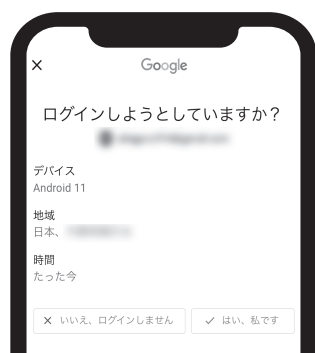 Google
ログインしようとしていますか？
デバイス
Android 11
地域
日本、
時間
たった今
いいえ、ログインしません
はい、私です